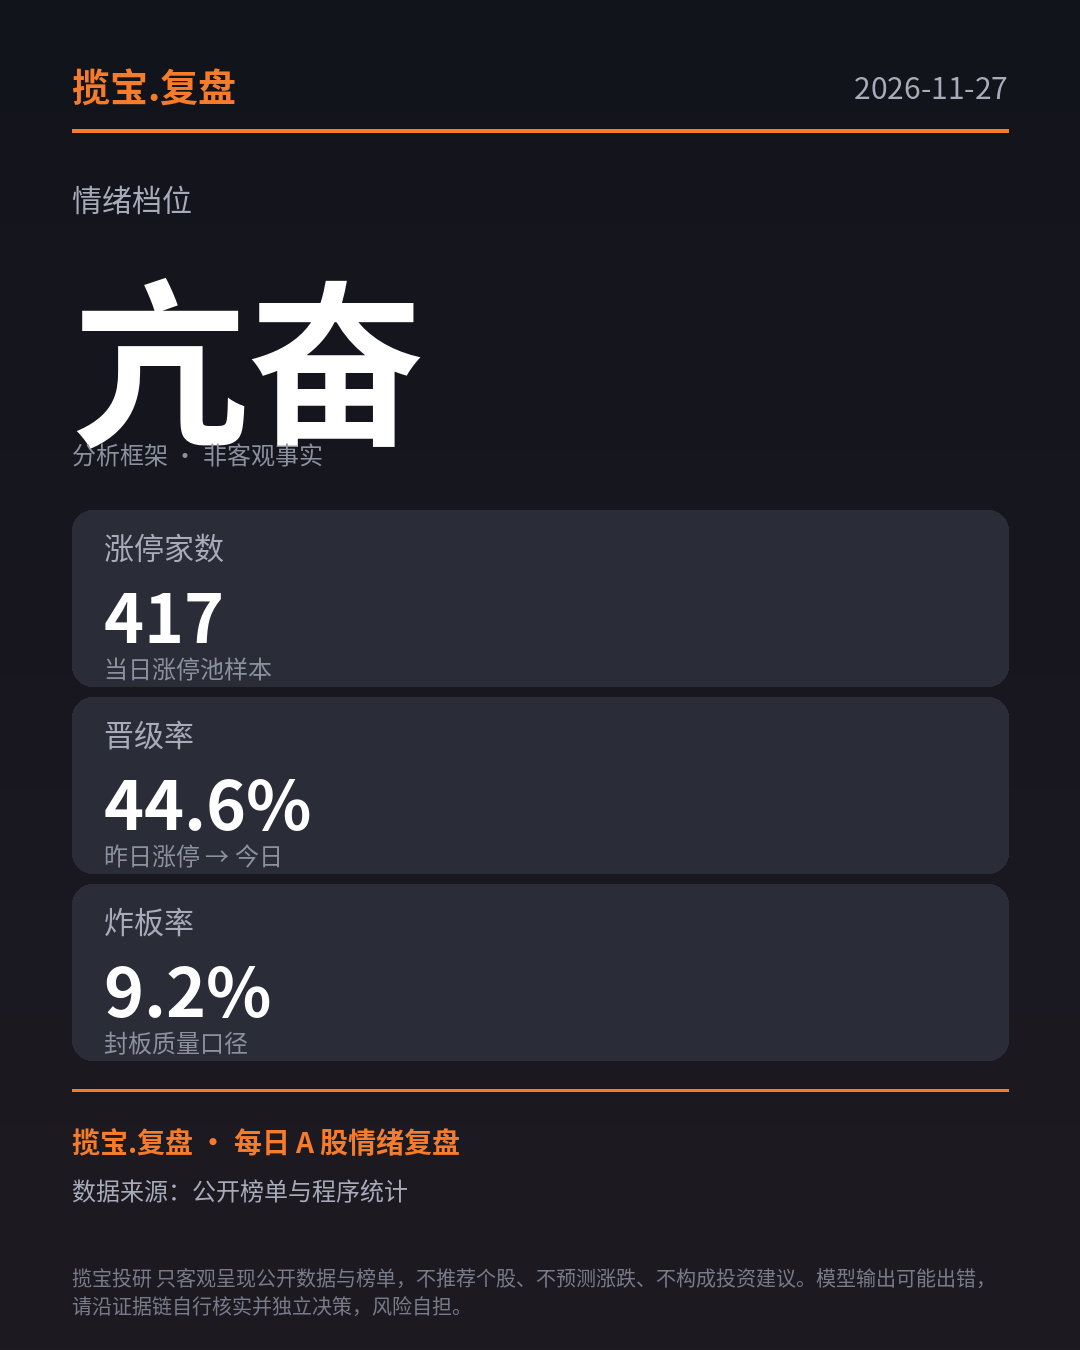 揽宝.复盘
2026-11-27
情绪档位
亢奋
分析框架 · 非客观事实
涨停家数
417
当日涨停池样本
晋级率
44.6%
昨日涨停 → 今日
炸板率
9.2%
封板质量口径
揽宝.复盘 · 每日 A 股情绪复盘
数据来源：公开榜单与程序统计
揽宝投研 只客观呈现公开数据与榜单，不推荐个股、不预测涨跌、不构成投资建议。模型输出可能出错，
请沿证据链自行核实并独立决策，风险自担。